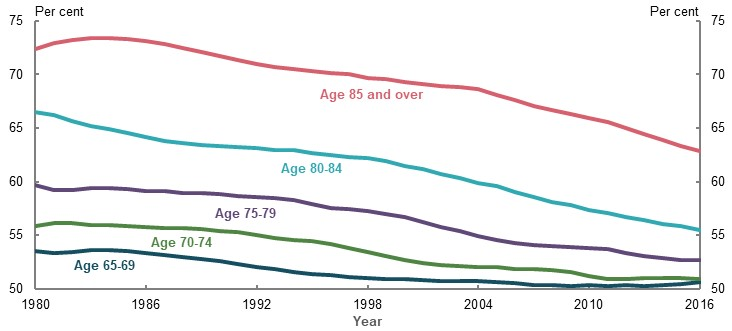 Per cent
Per cent
75
75
70
70
Age 85 and over
65
65
Age 80-84
60
60
Age 75-79
55
55
Age 70-74
Age 65-69
50
50
1980
1986
1992
1998
2004
2010
2016
Year